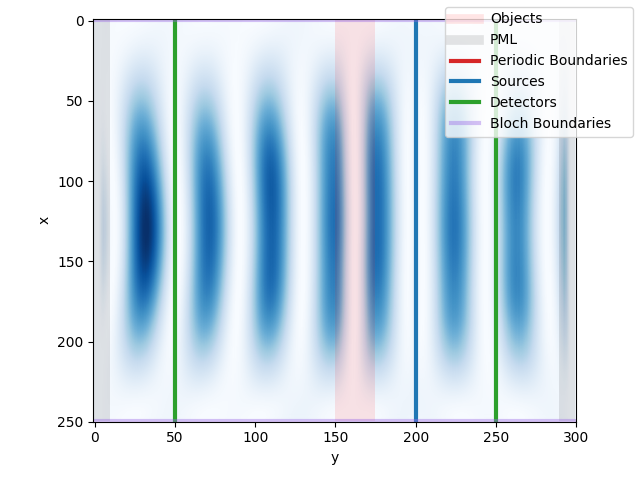 Objects
PML
Periodic Boundaries
Sources
Detectors
Bloch Boundaries
0
50
100
150
200
250
x
0 50 100 150 200 250 300
y